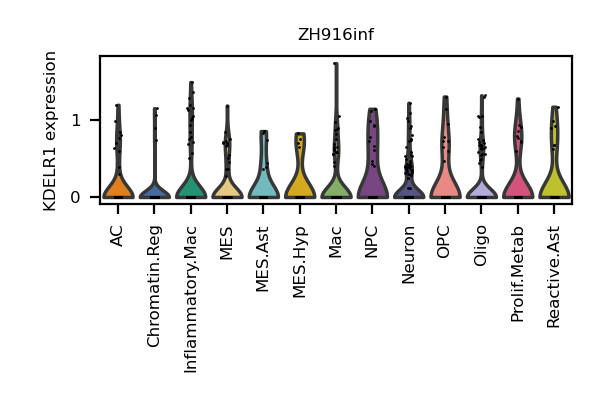 ZH916inf
KDELR1 expression
1
0
AC
Chromatin.Reg
Inflammatory.Mac
MES
MES.Ast
MES.Hyp
Mac
NPC
Neuron
OPC
Oligo
Prolif.Metab
Reactive.Ast